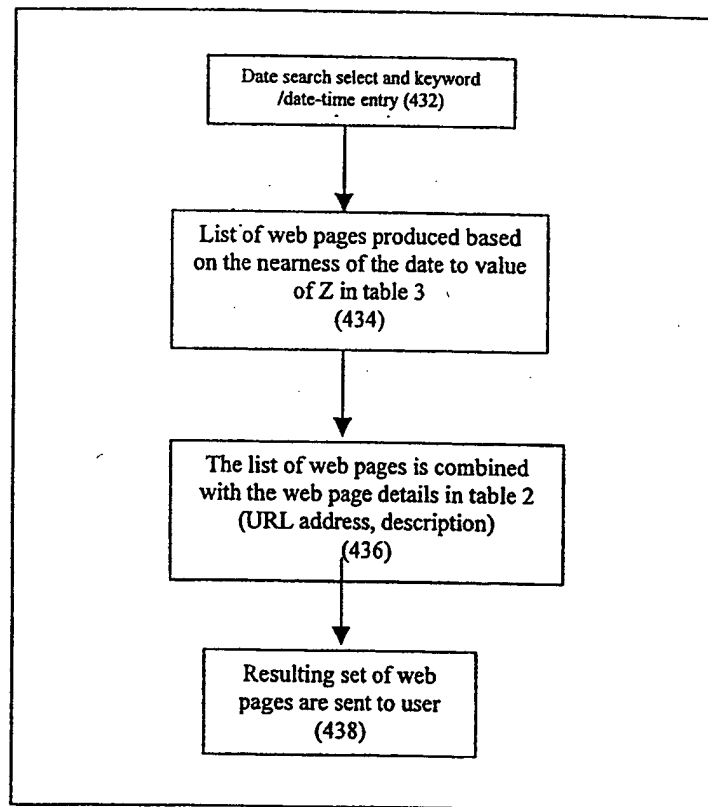 Date search select and keyword
/date-time entry (432)
List of web pages produced based
on the nearness of the date to value
of Z in table 3
(434)
The list of web pages is combined
with the web page details in table 2
(URL address, description)
(436)
Resulting set of web
pages are sent to user
(438)